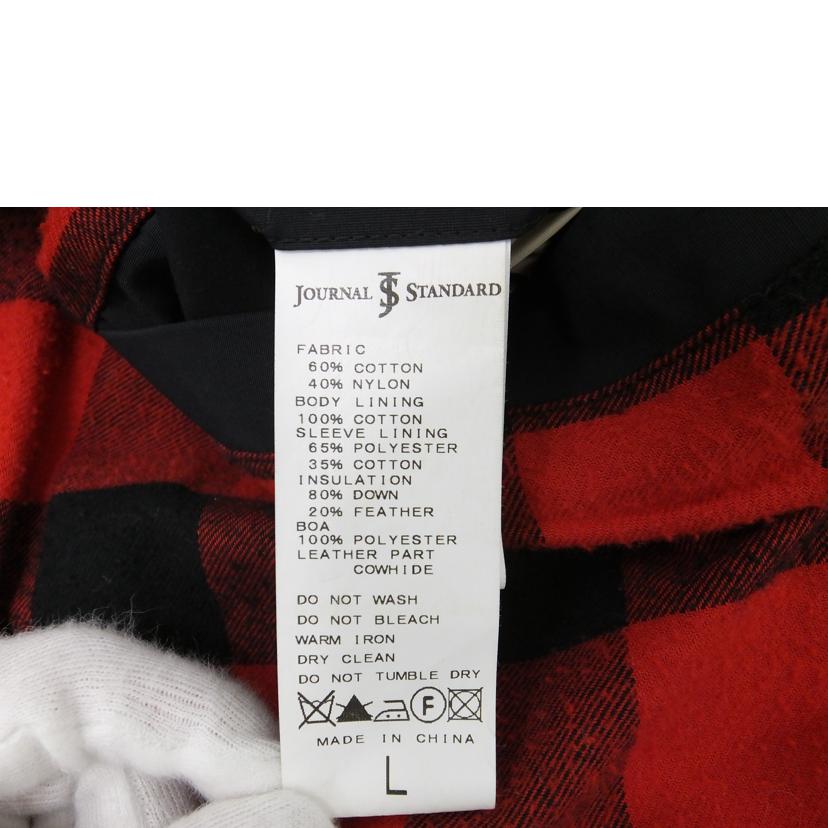 JOURNAL JS STANDARD
FABRIC
60% COTTON
40% NYLON
BODY LINING
100% COTTON
SLEEVE LINING
65% POLYESTER
35% COTTON
INSULATION
80% DOWN
20% FEATHER
BOA
100% POLYESTER
LEATHER PART
COWHIDE
DO NOT WASH
DO NOT BLEACH
WARM IRON
DRY CLEAN
DO NOT TUMBLE DRY
F
MADE IN CHINA
L